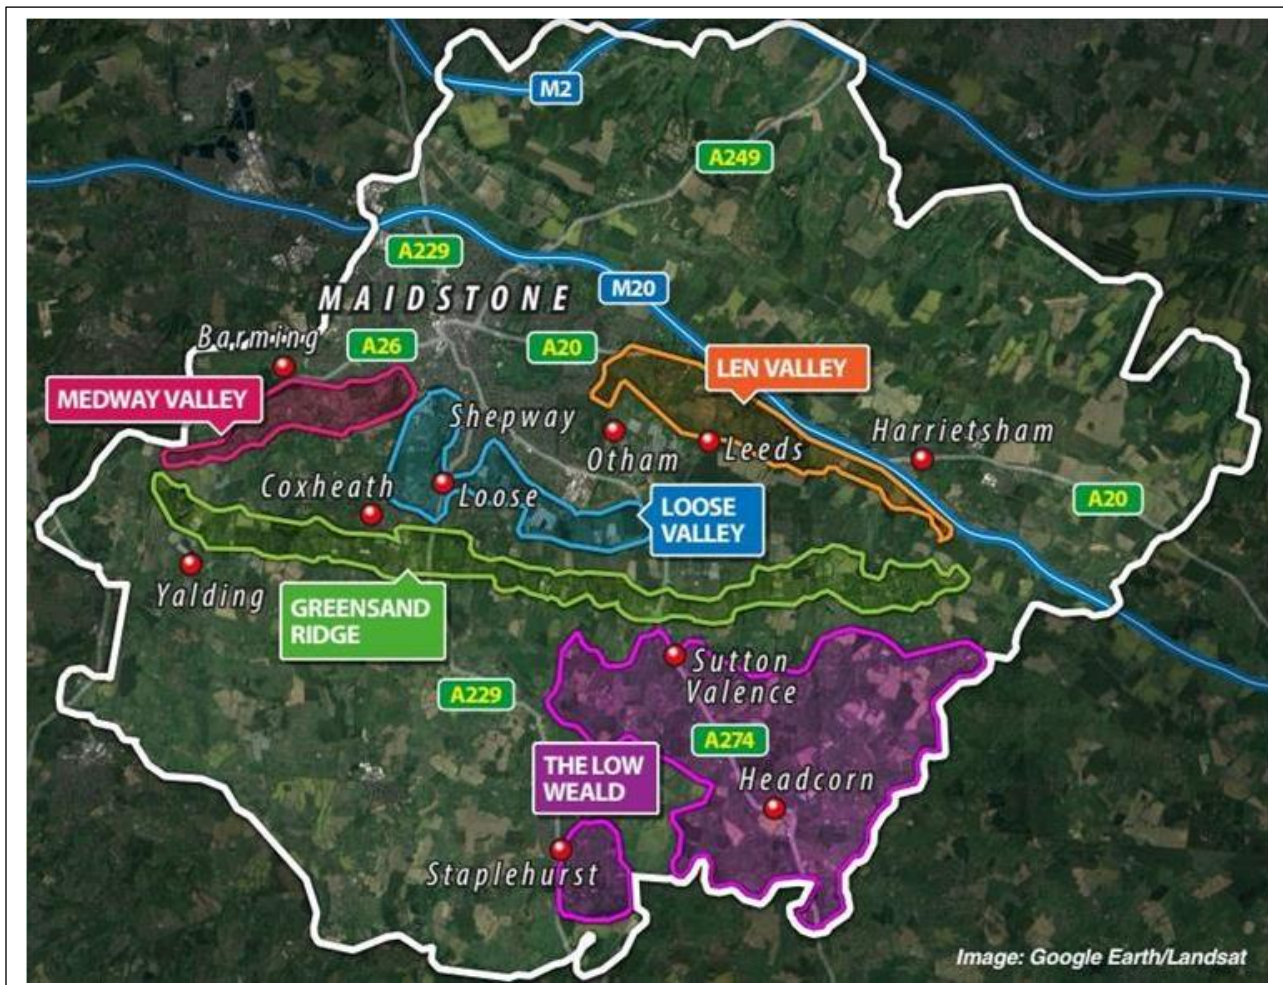 M2
A249
A229
MAIDSTONE
M20
Barming
A26
A20
LEN VALLEY
MEDWAY VALLEY
Shepway
Harrietsham
Otham
Leeds
Coxheath
Loose
A20
LOOSE
VALLEY
Yalding
GREENSAND
RIDGE
Sutton
Valence
A229
A274
THE LOW
WEALD
Headcorn
Staplehurst
Image: Google Earth/Landsat